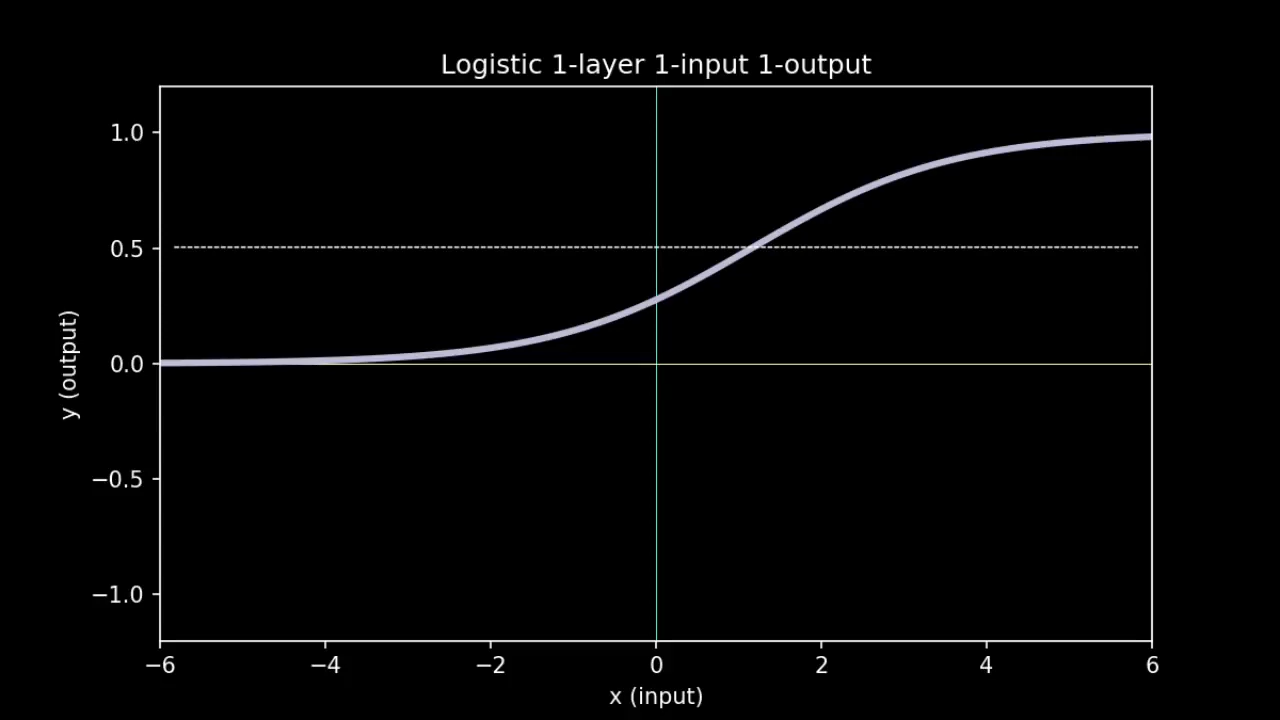 Logistic 1-layer 1-input 1-output
1.0
0.5
0.0
−0.5
−1.0
y (output)
−6 −4 −2 0 2 4 6
x (input)